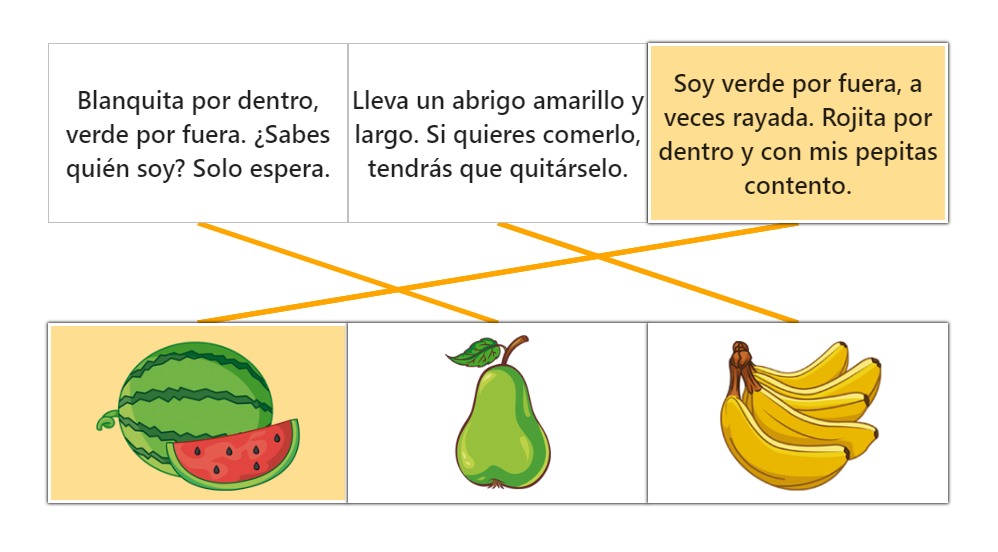 Blanquita por dentro,
verde por fuera. ¿Sabes
quién soy? Solo espera.
Lleva un abrigo amarillo y
largo. Si quieres comerlo,
tendrás que quitárselo.
Soy verde por fuera, a
veces rayada. Rojita por
dentro y con mis pepitas
contento.